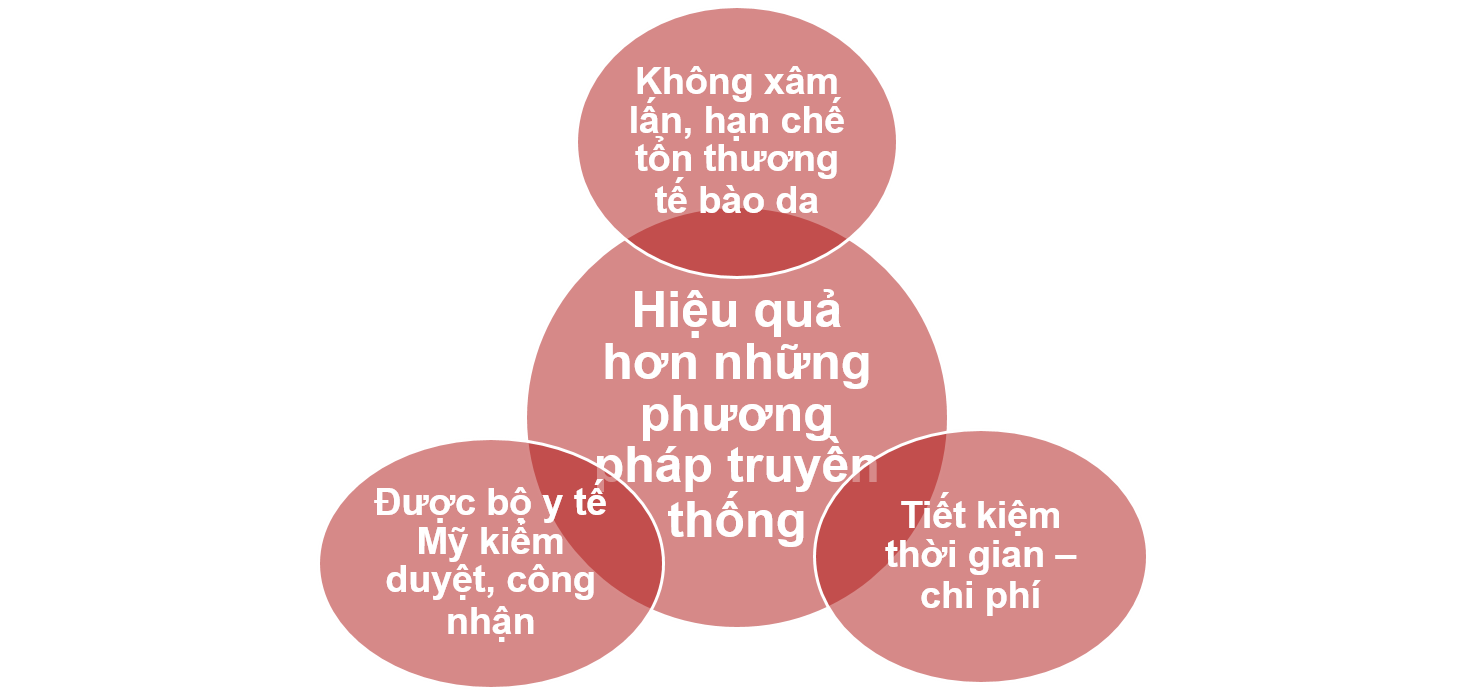 Không xâm
lấn, hạn chế
tổn thương
tế bào da
Hiệu quả
hơn những
phương
pháp truyền
thống
Được bộ y tế
Mỹ kiểm
duyệt, công
nhận
Tiết kiệm
thời gian –
chi phí